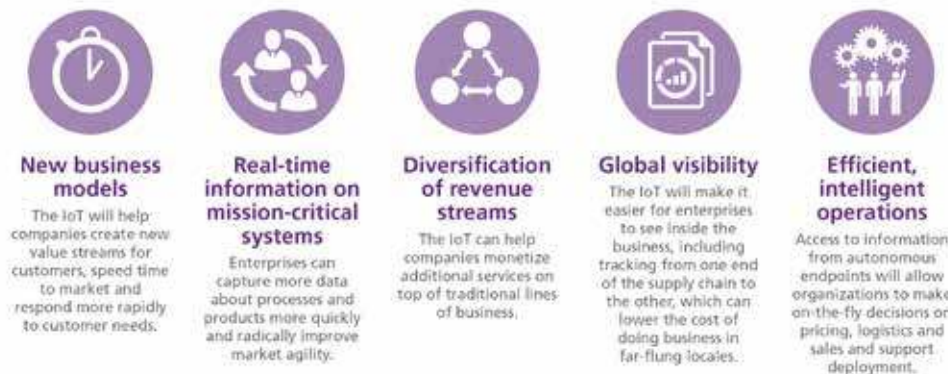 New business
models
The IoT will help
companies create new
value streams for
customers, speed time
to market and
respond more rapidly
to customer needs.
Real-time
information on
mission-critical
systems
Enterprises can
capture more data
about processes and
products more quickly
and radically improve
market agility.
Diversification
of revenue
streams
The IoT can help
companies monetize
additional services on
top of traditional lines
of business.
Global visibility
The IoT will make it
easier for enterprises
to see inside the
business, including
tracking from one end
of the supply chain to
the other, which can
lower the cost of
doing business in
far-flung locales.
Efficient,
intelligent
operations
Access to information
from autonomous
endpoints will allow
organizations to make
on-the-fly decisions on
pricing, logistics and
sales and support
deployment.